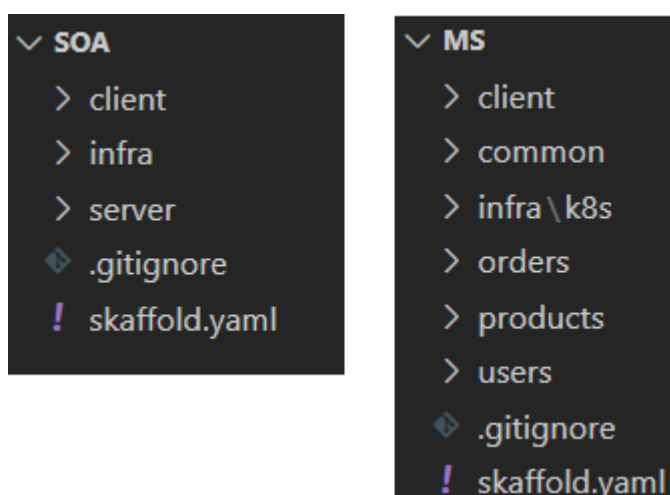 SOA
client
infra
server
.gitignore
skaffold.yaml
MS
client
common
infra\k8s
orders
products
users
.gitignore
skaffold.yaml